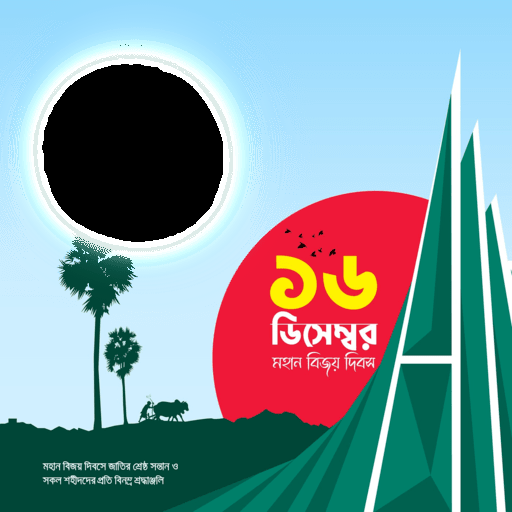 ১৬
ডিসেম্বর
মহান বিজয় দিবস
মহান বিজয় দিবসে জাতির শ্রেষ্ঠ সন্তান ও
সকল শহীদদের প্রতি বিনম্র শ্রদ্ধাঞ্জলি